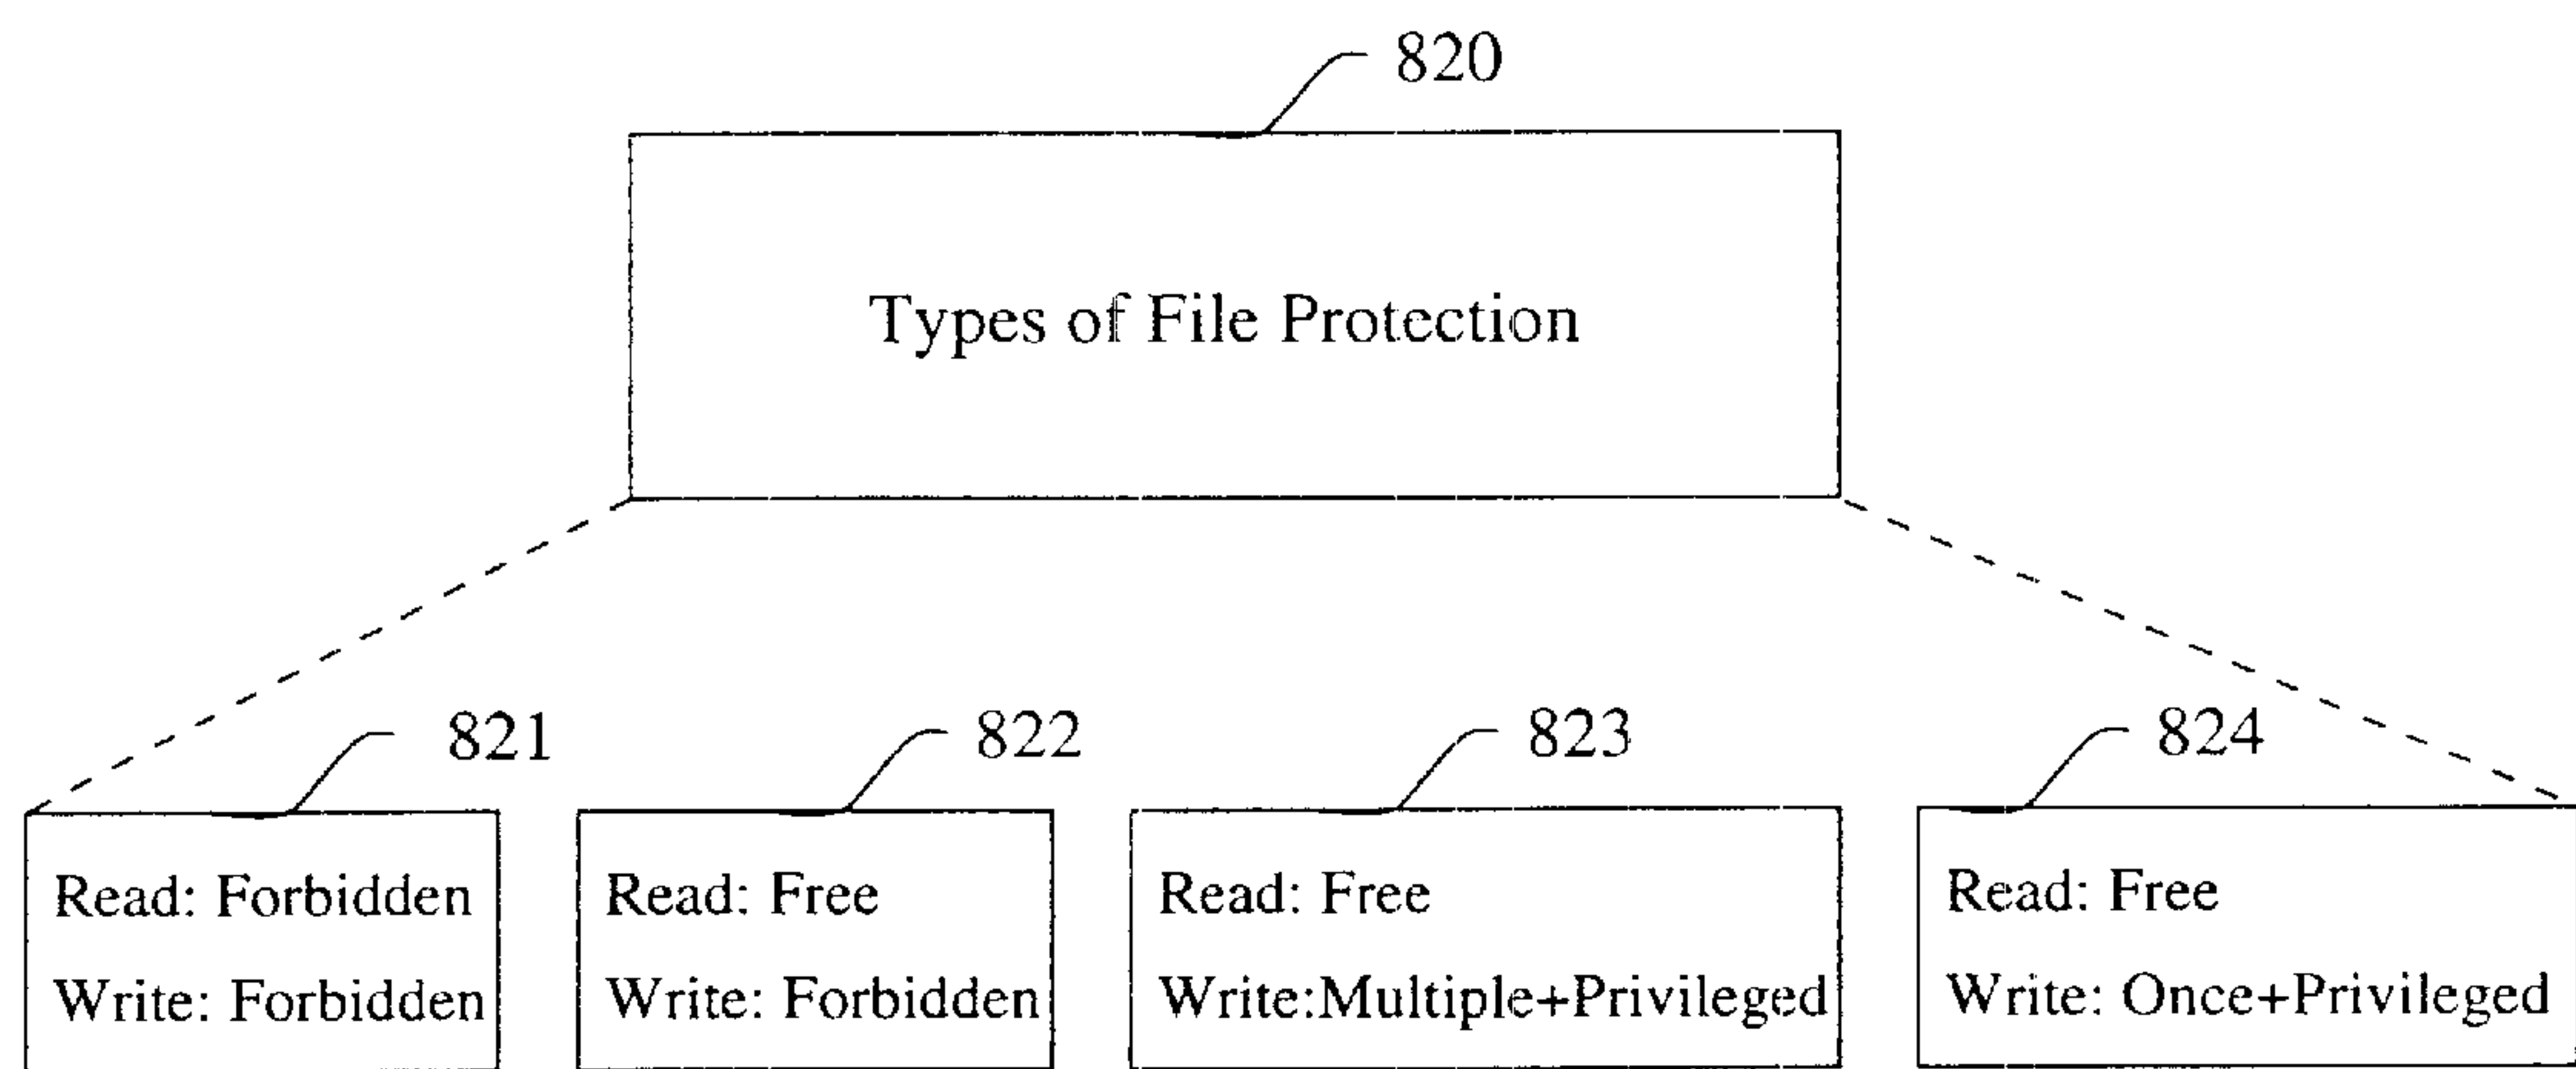 820
Types of File Protection
821
822
823
824
Read: Forbidden
Write: Forbidden
Read: Free
Write: Forbidden
Read: Free
Write:Multiple+Privileged
Read: Free
Write: Once+Privileged